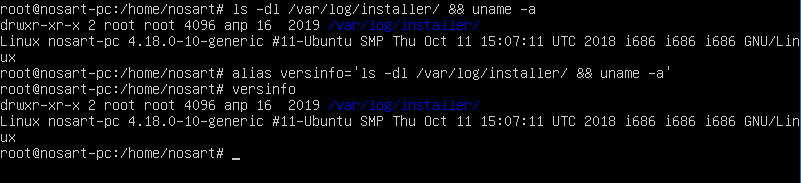 root@nosart-pc:/home/nosart# ls -dl /var/log/installer/ && uname -a
drwxr-xr-x 2 root root 4096 апр 16  2019 /var/log/installer/
Linux nosart-pc 4.18.0-10-generic #11-Ubuntu SMP Thu Oct 11 15:07:11 UTC 2018 i686 i686 i686 GNU/Lin
ux
root@nosart-pc:/home/nosart# alias versinfo='ls -dl /var/log/installer/ && uname -a'
root@nosart-pc:/home/nosart# versinfo
drwxr-xr-x 2 root root 4096 апр 16  2019 /var/log/installer/
Linux nosart-pc 4.18.0-10-generic #11-Ubuntu SMP Thu Oct 11 15:07:11 UTC 2018 i686 i686 i686 GNU/Lin
ux
root@nosart-pc:/home/nosart# _